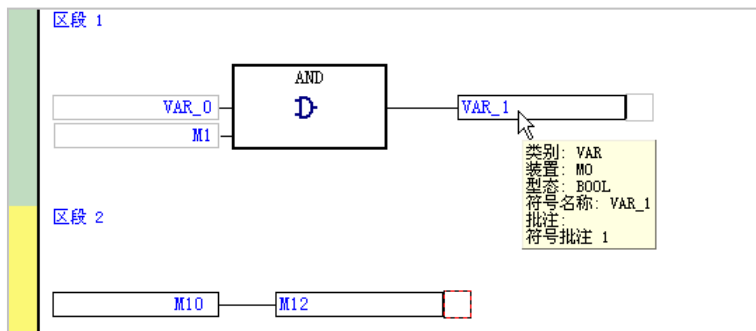 区段 1
AND
VAR_0
VAR_1
M1
类别: VAR
装置: M0
型态: BOOL
符号名称: VAR_1
批注:
符号批注 1
区段 2
M10
M12